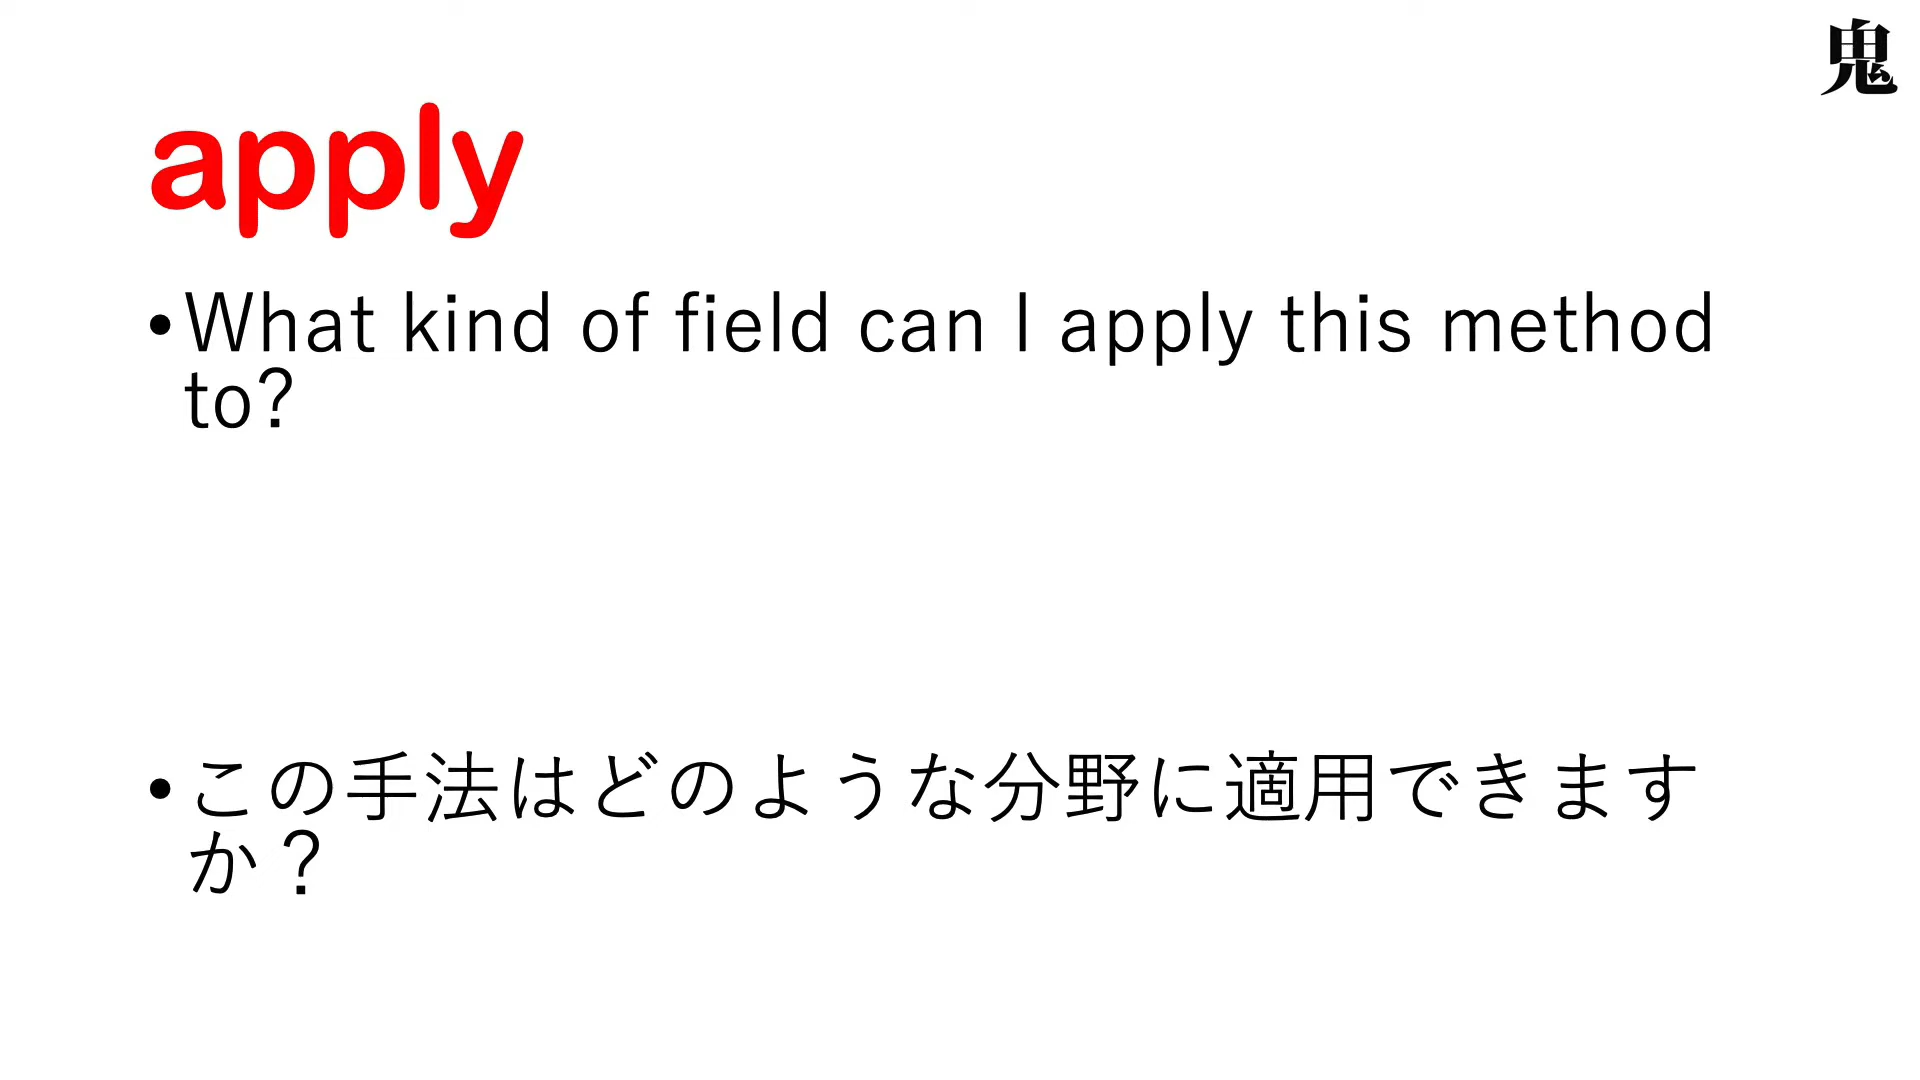 鬼
apply
•What kind of field can I apply this method
to?
•この手法はどのような分野に適用できます
か？